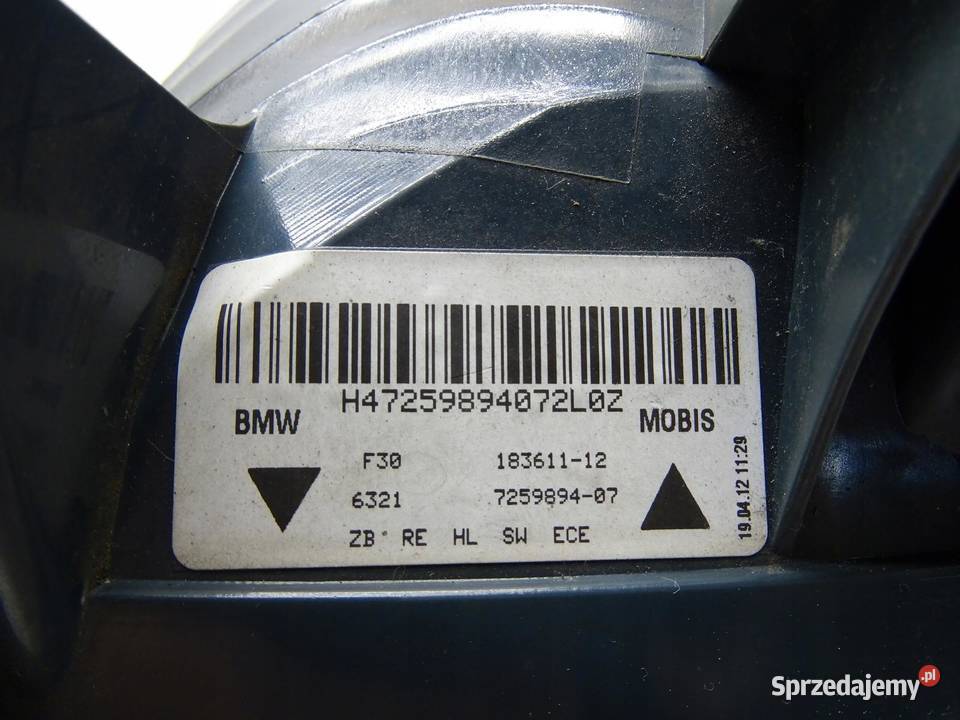 H47259894072L0Z
BMW MOBIS
F30 183611-12
6321 7259894-07
ZB RE HL SW ECE
19.04.12 11:29
Sprzedajemy.pl